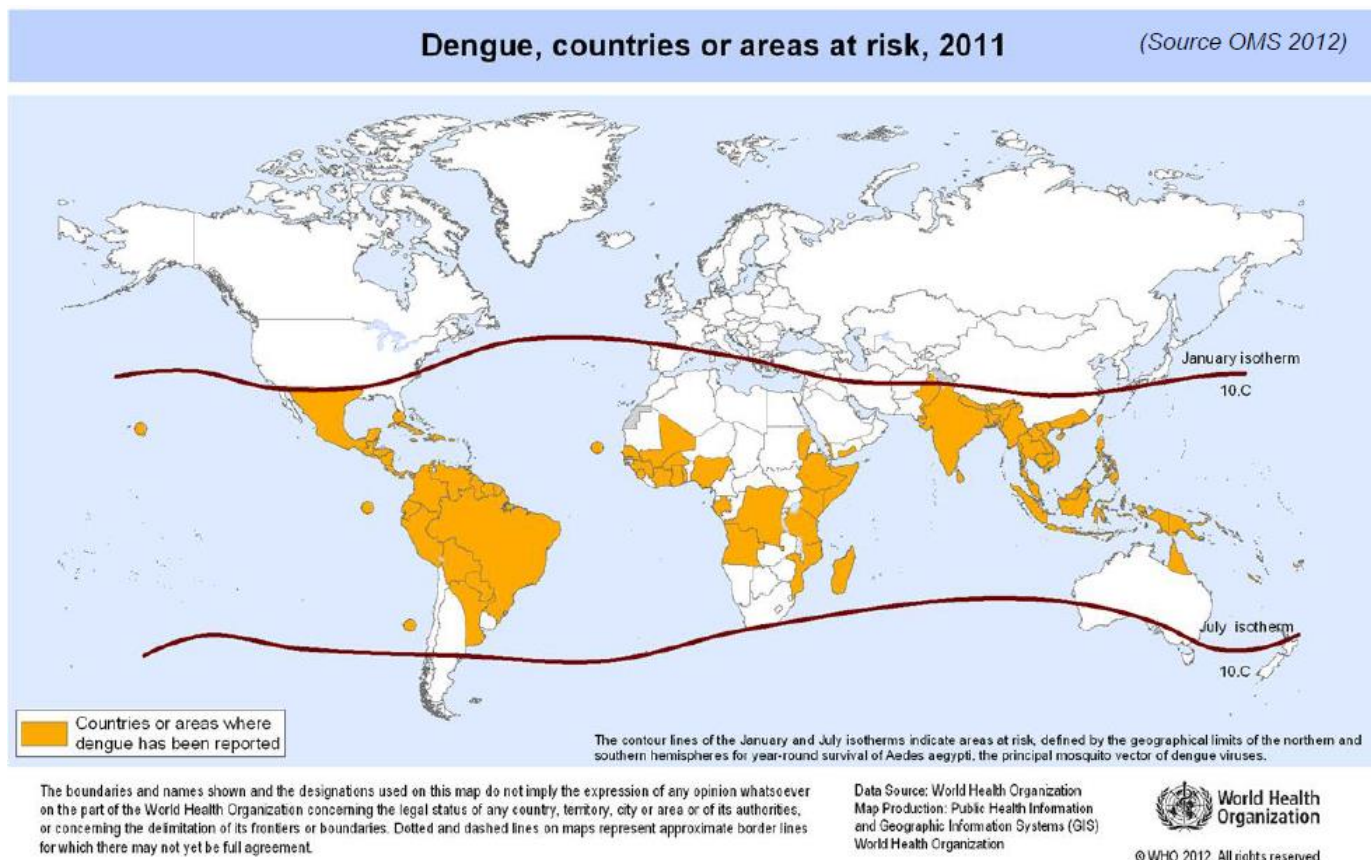 Dengue, countries or areas at risk, 2011
(Source OMS 2012)
January isotherm
10.C
July isotherm
10.C
Countries or areas where
dengue has been reported
The contour lines of the January and July isotherms indicate areas at risk, defined by the geographical limits of the northern and
southern hemispheres for year-round survival of Aedes aegypti, the principal mosquito vector of dengue viruses.
The boundaries and names shown and the designations used on this map do not imply the expression of any opinion whatsoever
on the part of the World Health Organization concerning the legal status of any country, territory, city or area or of its authorities,
or concerning the delimitation of its frontiers or boundaries. Dotted and dashed lines on maps represent approximate border lines
for which there may not yet be full agreement.
Data Source: World Health Organization
Map Production: Public Health Information
and Geographic Information Systems (GIS)
World Health Organization
World Health
Organization
© WHO 2012. All rights reserved